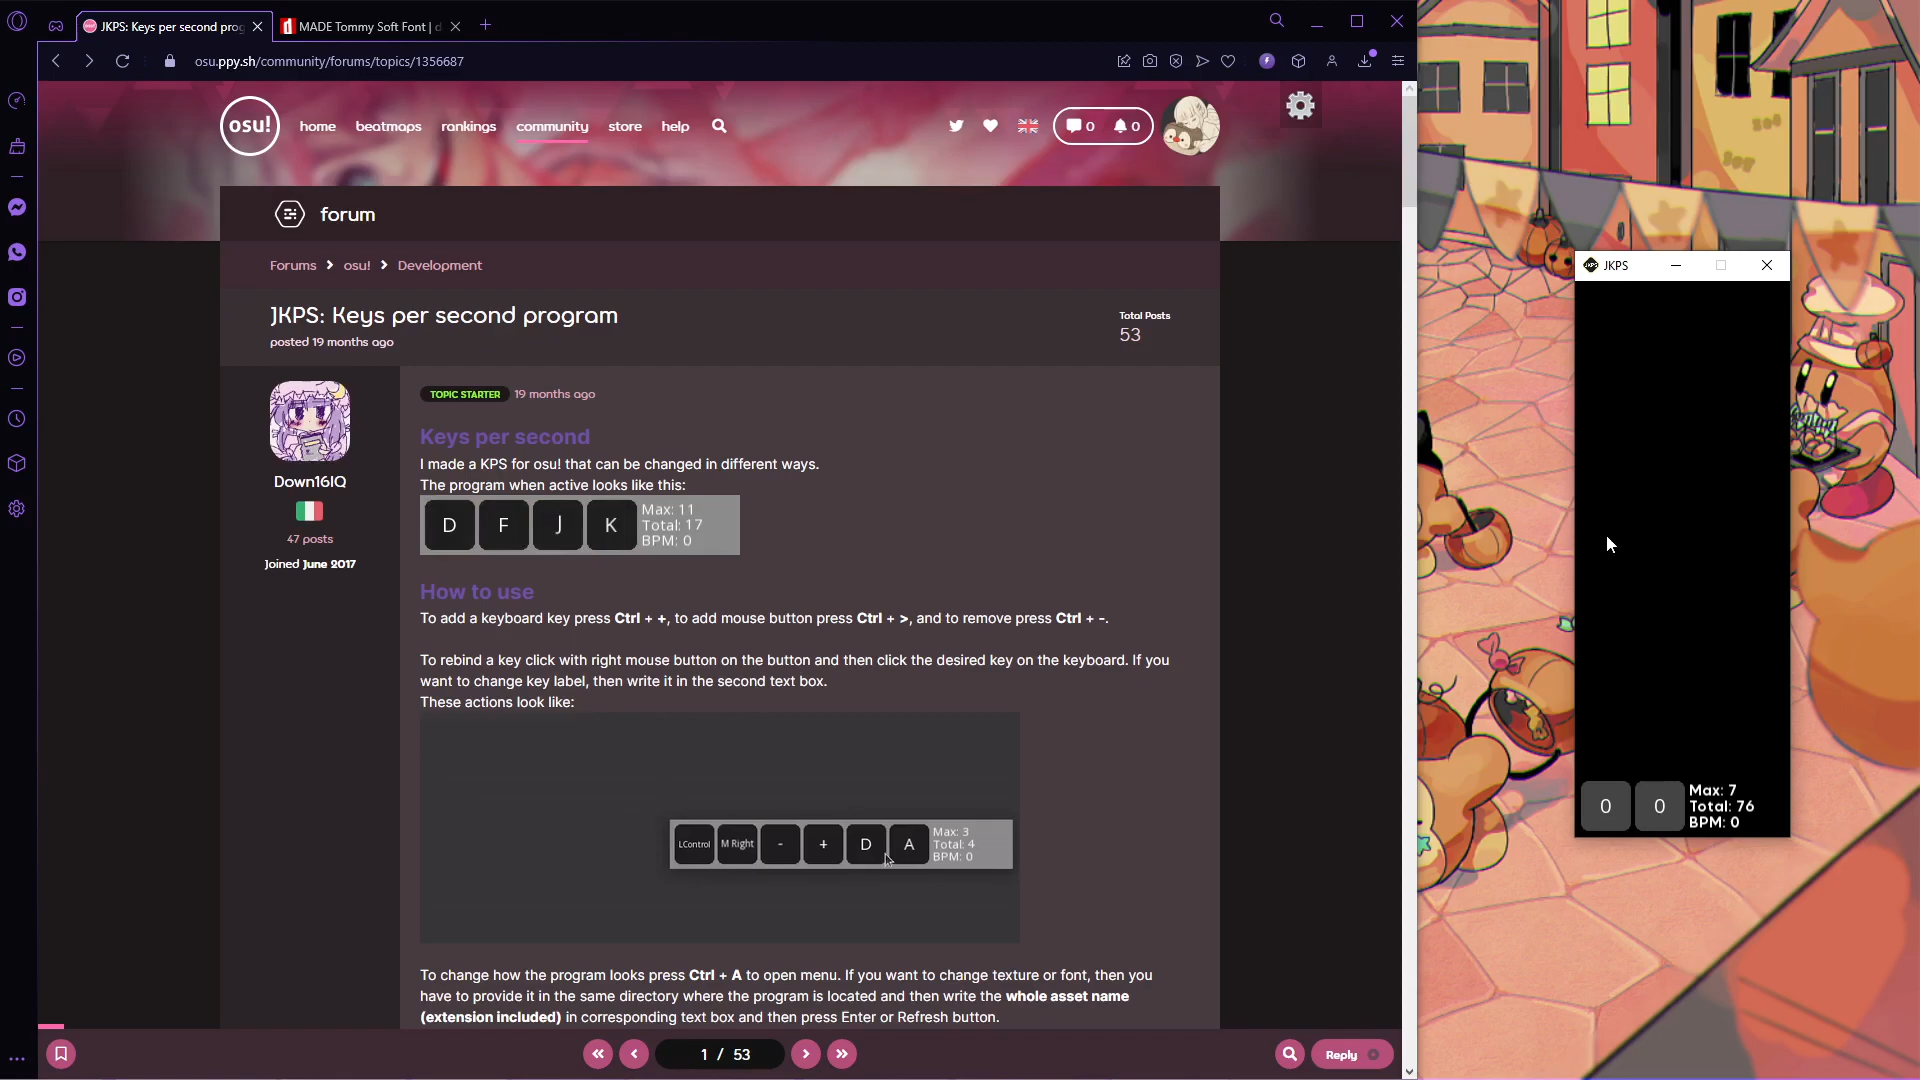 JKPS: Keys per second prog
MADE Tommy Soft Font | d
osu.ppy.sh/community/forums/topics/1356687
osu!
home
beatmaps
rankings
community
store
help
0
0
forum
Forums
osu!
Development
JKPS: Keys per second program
posted 19 months ago
Total Posts
53
TOPIC STARTER
19 months ago
Down16IQ
47 posts
Joined June 2017
Keys per second
I made a KPS for osu! that can be changed in different ways.
The program when active looks like this:
D F J K
Max: 11
Total: 17
BPM: 0
How to use
To add a keyboard key press Ctrl + +, to add mouse button press Ctrl + >, and to remove press Ctrl + -.
To rebind a key click with right mouse button on the button and then click the desired key on the keyboard. If you
want to change key label, then write it in the second text box.
These actions look like:
LControl M Right - + D A
Max: 3
Total: 4
BPM: 0
To change how the program looks press Ctrl + A to open menu. If you want to change texture or font, then you
have to provide it in the same directory where the program is located and then write the whole asset name
(extension included) in corresponding text box and then press Enter or Refresh button.
1 / 53
Reply
JKPS
JKPS
0 0
Max: 7
Total: 76
BPM: 0